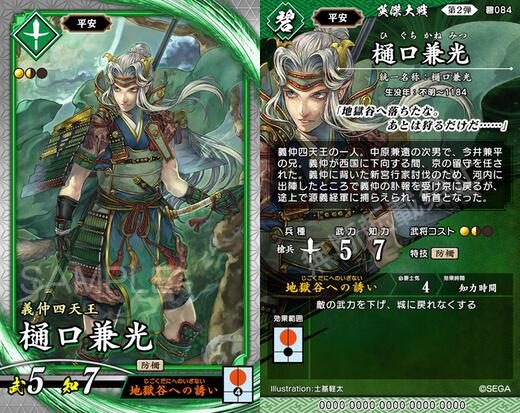 平安
SAMPLE
義仲四天王
樋口兼光
防柵
武5 知7
じごくだにへのいざない
地獄谷への誘い
4
碧
平安
英傑大戦
第2弾
碧084
ひぐちかねみつ
樋口兼光
統一名称：樋口兼光
生没年：不明～1184
「地獄谷へ落ちたな。
あとは狩るだけだ……」
義仲四天王の一人。中原兼遠の次男で、今井兼平
の兄。義仲が西国に下向する間、京の留守を任さ
れた。義仲に背いた新宮行家討伐のため、河内に
出陣したところで義仲の訃報を受け京に戻るが、
途上で源義経軍に捕らえられ、斬首となった。
兵種 武力 知力 武将コスト
槍兵 5 7
特技 防柵
じごくだにへのいざない 必要士気 効果時間
地獄谷への誘い 4 知力時間
敵の武力を下げ、城に戻れなくする
効果範囲
Illustration:士基軽太
©SEGA
0000-0000-0000-0000-0000